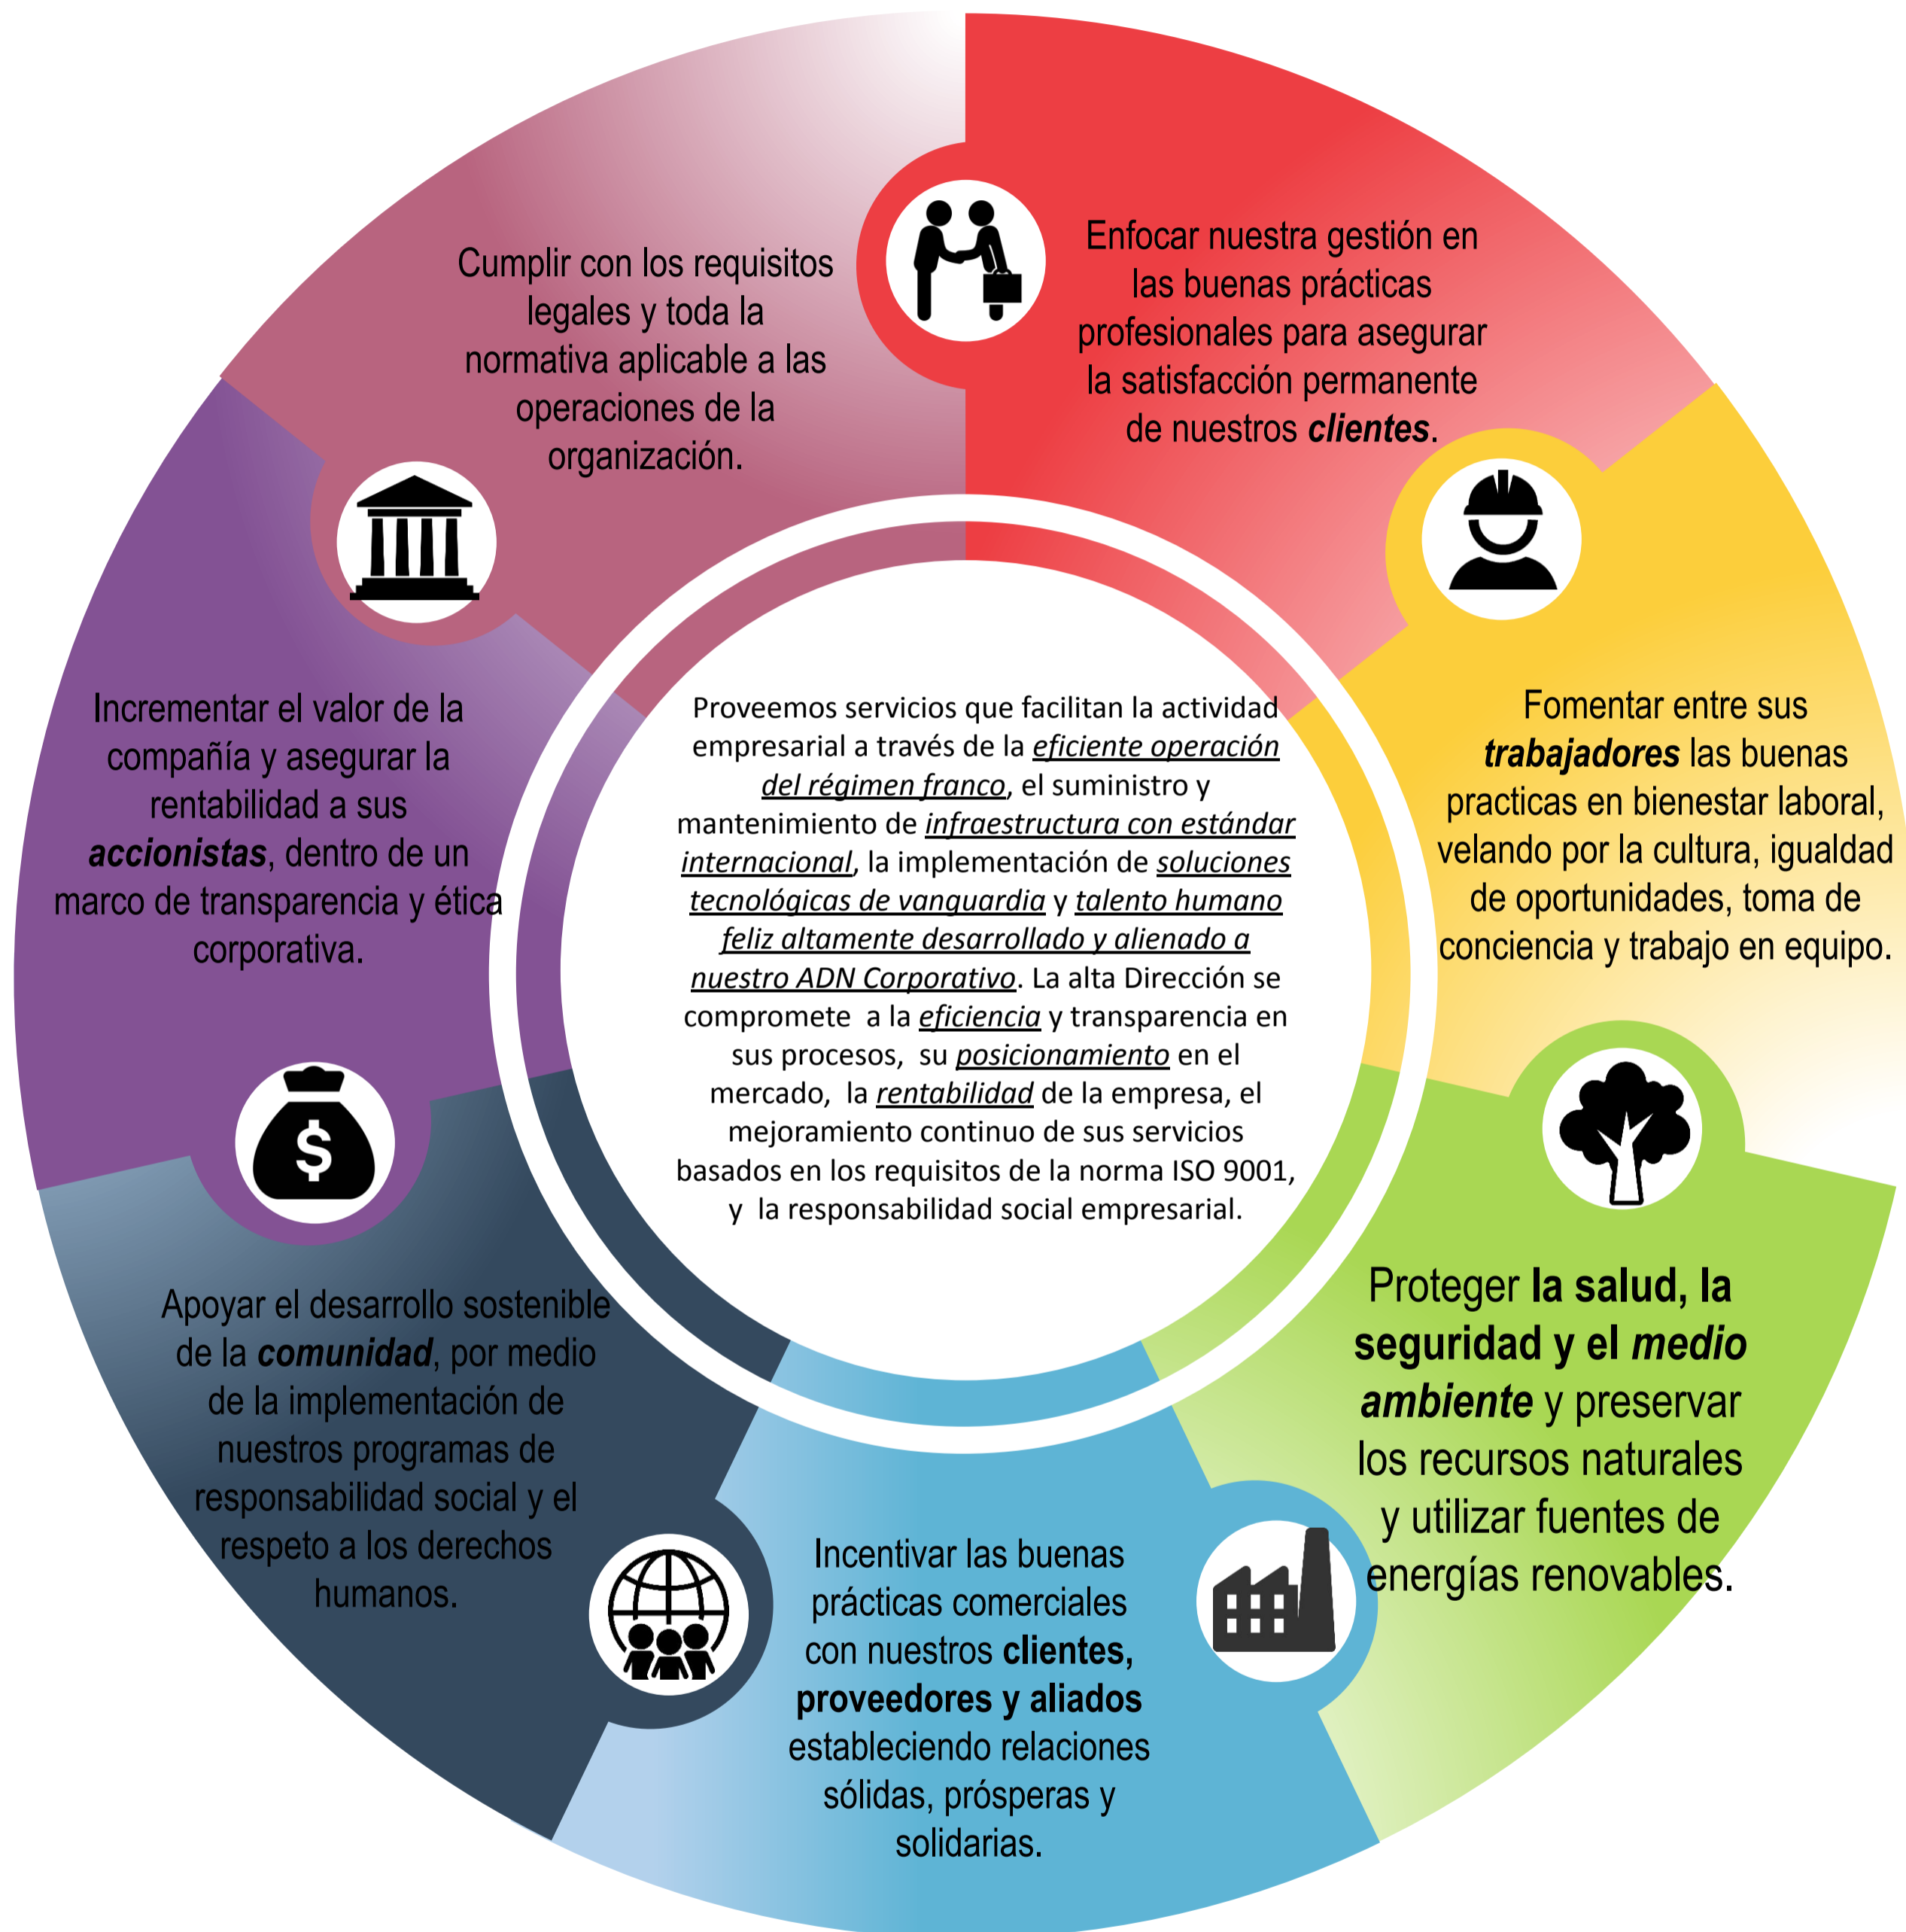 Cumplir con los requisitos
legales y toda la
normativa aplicable a las
operaciones de la
organización.
Enfocar nuestra gestión en
las buenas prácticas
profesionales para asegurar
la satisfacción permanente
de nuestros clientes.
Fomentar entre sus
trabajadores las buenas
practicas en bienestar laboral,
velando por la cultura, igualdad
de oportunidades, toma de
conciencia y trabajo en equipo.
Proteger la salud, la
seguridad y el medio
ambiente y preservar
los recursos naturales
y utilizar fuentes de
energías renovables.
Incentivar las buenas
prácticas comerciales
con nuestros clientes,
proveedores y aliados
estableciendo relaciones
sólidas, prósperas y
solidarias.
Apoyar el desarrollo sostenible
de la comunidad, por medio
de la implementación de
nuestros programas de
responsabilidad social y el
respeto a los derechos
humanos.
$
Incrementar el valor de la
compañía y asegurar la
rentabilidad a sus
accionistas, dentro de un
marco de transparencia y ética
corporativa.
Proveemos servicios que facilitan la actividad
empresarial a través de la eficiente operación
del régimen franco, el suministro y
mantenimiento de infraestructura con estándar
internacional, la implementación de soluciones
tecnológicas de vanguardia y talento humano
feliz altamente desarrollado y alienado a
nuestro ADN Corporativo. La alta Dirección se
compromete a la eficiencia y transparencia en
sus procesos, su posicionamiento en el
mercado, la rentabilidad de la empresa, el
mejoramiento continuo de sus servicios
basados en los requisitos de la norma ISO 9001,
y la responsabilidad social empresarial.